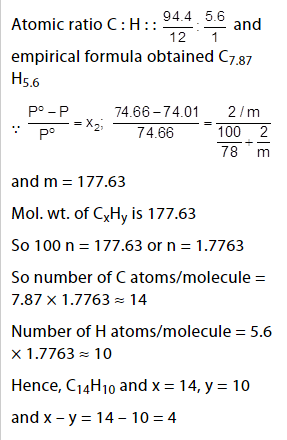 Atomic ratio C : H : : 94.4/12 : 5.6/1 and
empirical formula obtained C₇.₈₇
H₅.₆
∵ (P° – P)/P° = x₂; (74.66 – 74.01)/74.66 = (2 / m)/(100/78 + 2/m)
and m = 177.63
Mol. wt. of CₓHᵧ is 177.63
So 100 n = 177.63 or n = 1.7763
So number of C atoms/molecule =
7.87 × 1.7763 ≈ 14
Number of H atoms/molecule = 5.6
× 1.7763 ≈ 10
Hence, C₁₄H₁₀ and x = 14, y = 10
and x – y = 14 – 10 = 4